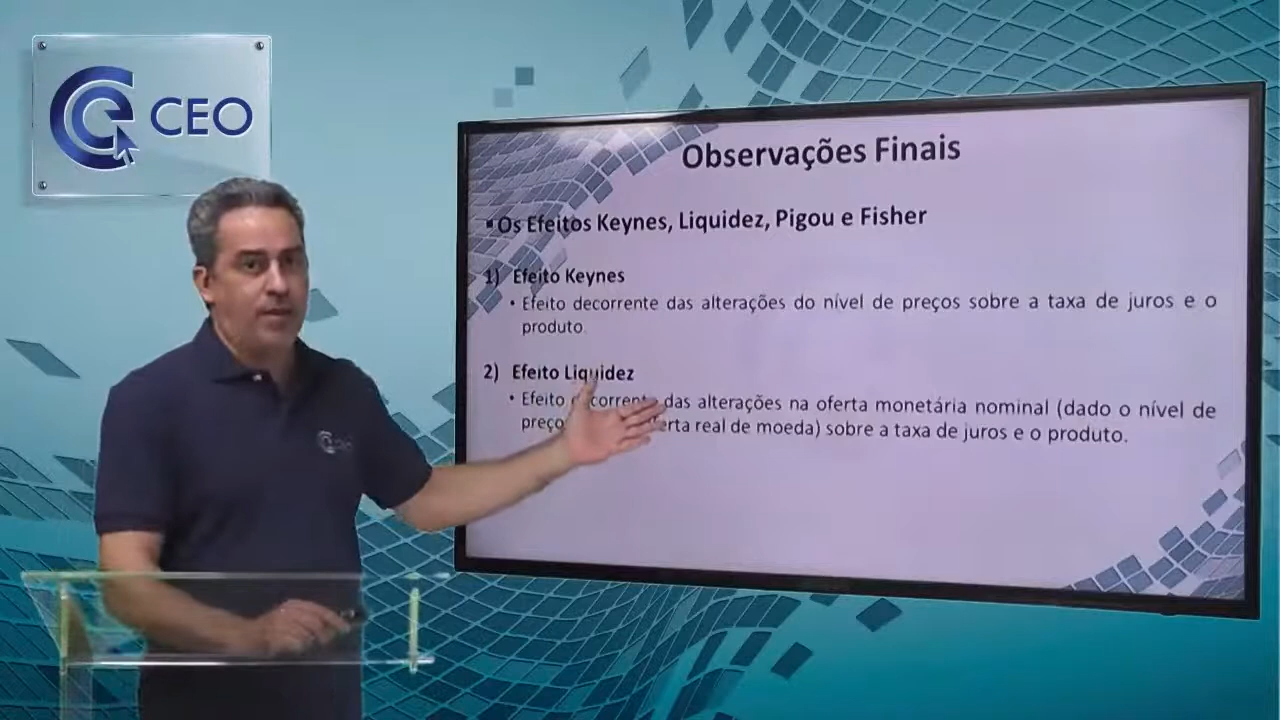 CEO
Observações Finais
▪ Os Efeitos Keynes, Liquidez, Pigou e Fisher
1) Efeito Keynes
• Efeito decorrente das alterações do nível de preços sobre a taxa de juros e o
produto.
2) Efeito Liquidez
• Efeito das alterações na oferta monetária nominal (dado o nível de
real de moeda) sobre a taxa de juros e o produto.